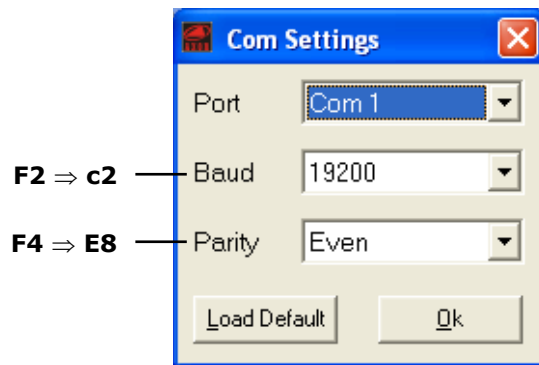 Com Settings
Port Com 1
F2 ⇒ c2 Baud 19200
F4 ⇒ E8 Parity Even
Load Default Ok